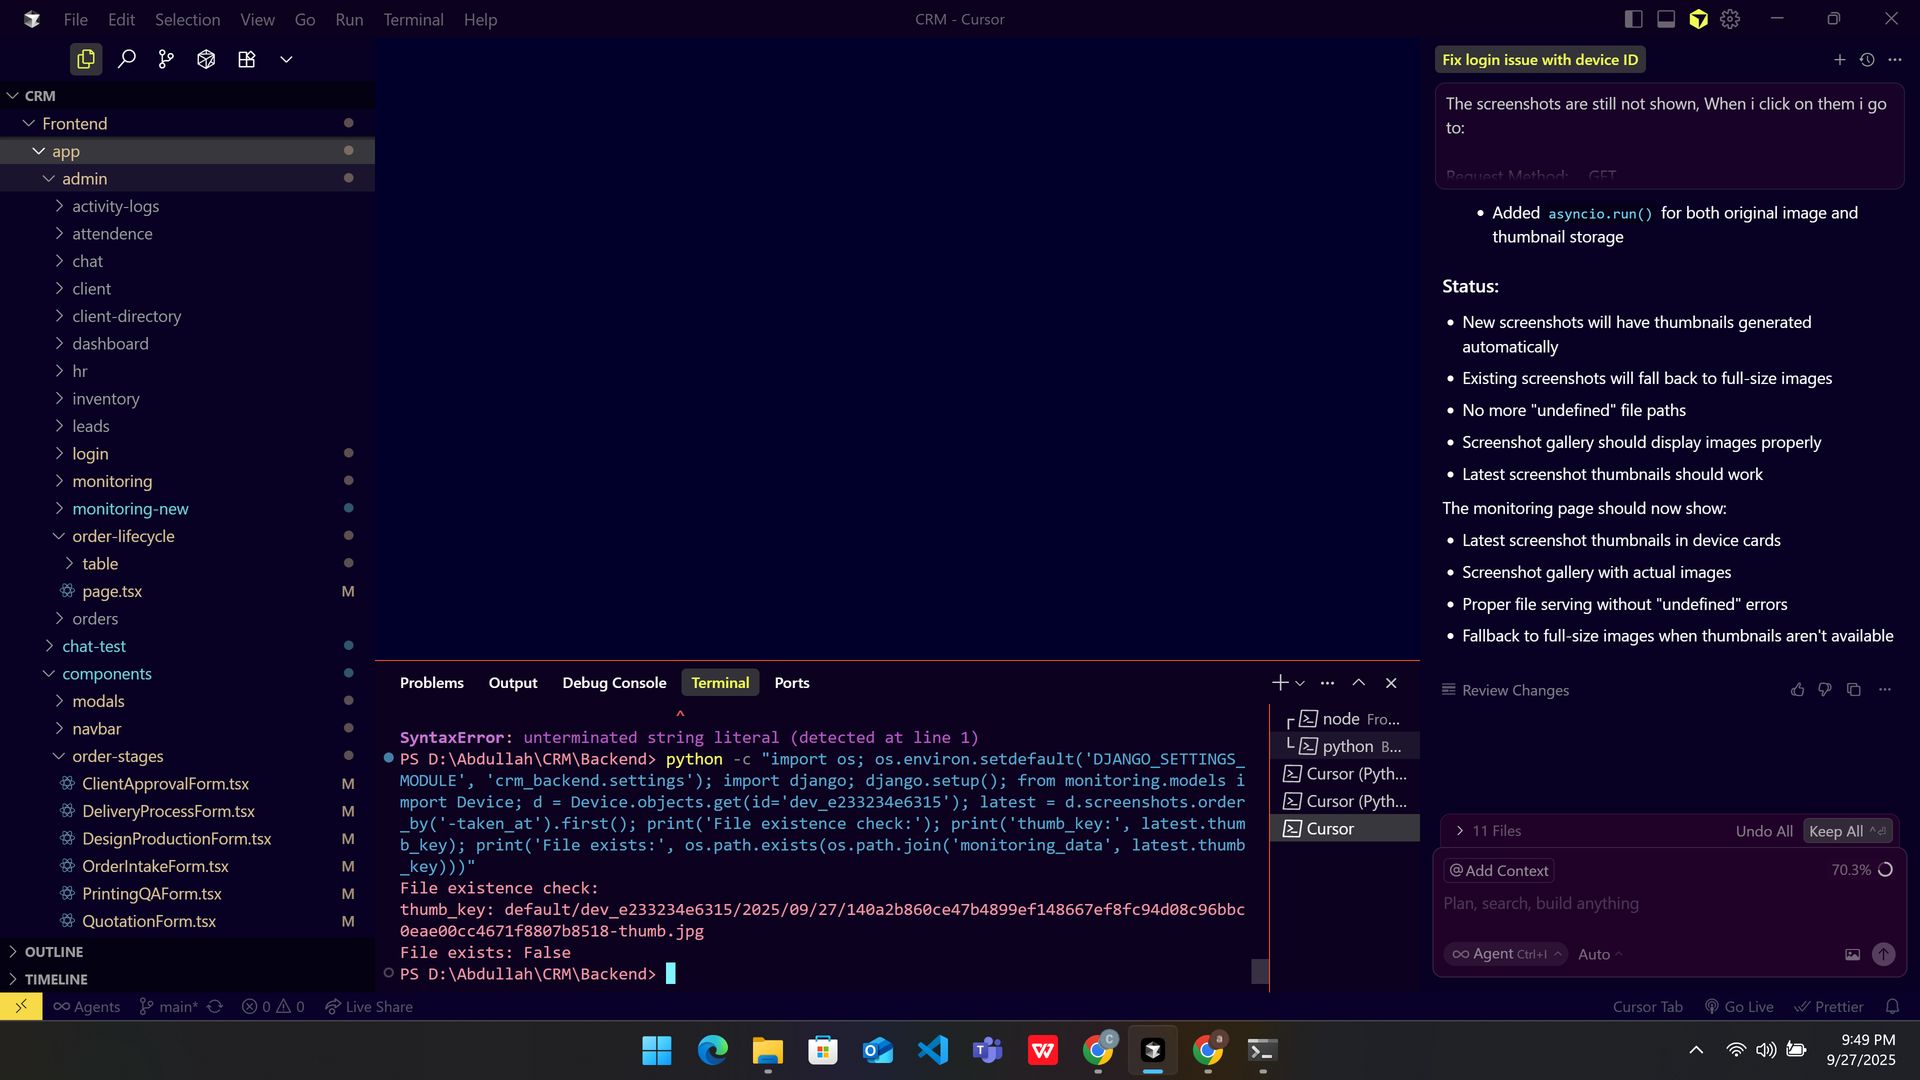 File Edit Selection View Go Run Terminal Help
CRM - Cursor
CRM
Frontend
app
admin
activity-logs
attendence
chat
client
client-directory
dashboard
hr
inventory
leads
login
monitoring
monitoring-new
order-lifecycle
table
page.tsx M
orders
chat-test
components
modals
navbar
order-stages
ClientApprovalForm.tsx M
DeliveryProcessForm.tsx M
DesignProductionForm.tsx M
OrderIntakeForm.tsx M
PrintingQAForm.tsx M
QuotationForm.tsx M
OUTLINE
TIMELINE
Problems Output Debug Console Terminal Ports
^
SyntaxError: unterminated string literal (detected at line 1)
PS D:\Abdullah\CRM\Backend> python -c "import os; os.environ.setdefault('DJANGO_SETTINGS_
MODULE', 'crm_backend.settings'); import django; django.setup(); from monitoring.models i
mport Device; d = Device.objects.get(id='dev_e233234e6315'); latest = d.screenshots.order
_by('-taken_at').first(); print('File existence check:'); print('thumb_key:', latest.thum
b_key); print('File exists:', os.path.exists(os.path.join('monitoring_data', latest.thumb
_key)))"
File existence check:
thumb_key: default/dev_e233234e6315/2025/09/27/140a2b860ce47b4899ef148667ef8fc94d08c96bbc
0eae00cc4671f8807b8518-thumb.jpg
File exists: False
PS D:\Abdullah\CRM\Backend>
node Fro...
python B...
Cursor (Pyth...
Cursor (Pyth...
Cursor
Fix login issue with device ID
The screenshots are still not shown, When i click on them i go
to:
Request Method: GET
• Added asyncio.run() for both original image and
thumbnail storage
Status:
• New screenshots will have thumbnails generated
automatically
• Existing screenshots will fall back to full-size images
• No more "undefined" file paths
• Screenshot gallery should display images properly
• Latest screenshot thumbnails should work
The monitoring page should now show:
• Latest screenshot thumbnails in device cards
• Screenshot gallery with actual images
• Proper file serving without "undefined" errors
• Fallback to full-size images when thumbnails aren't available
Review Changes
11 Files Undo All Keep All
@ Add Context 70.3%
Plan, search, build anything
Agent Ctrl+I Auto
Agents main* 0 0 Live Share
Cursor Tab Go Live Prettier
9:49 PM
9/27/2025